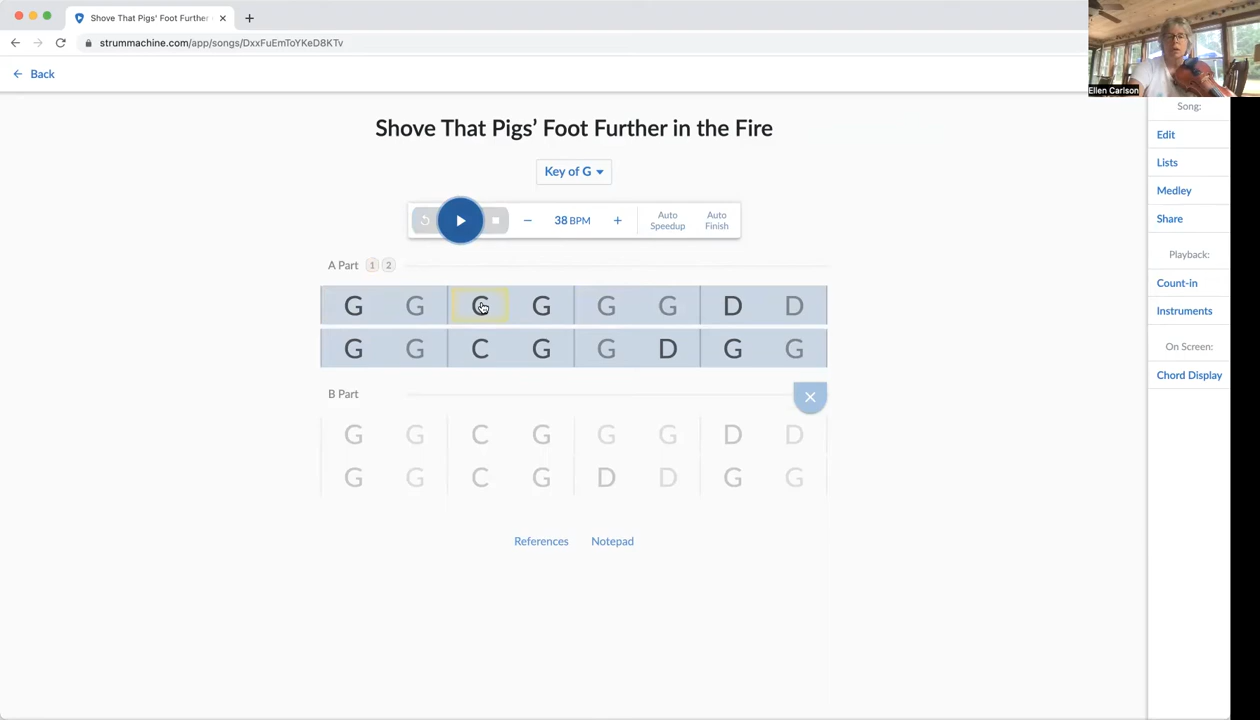 Shove That Pigs' Foot Further
strummachine.com/app/songs/DxxFuEmToYKeD8KTv
Back
Ellen Carlson
Shove That Pigs' Foot Further in the Fire
Key of G
38 BPM
Auto Speedup
Auto Finish
A Part 1 2
G G C G G G D D
G G C G G D G G
B Part
G G C G G G D D
G G C G D D G G
References Notepad
Song:
Edit
Lists
Medley
Share
Playback:
Count-in
Instruments
On Screen:
Chord Display